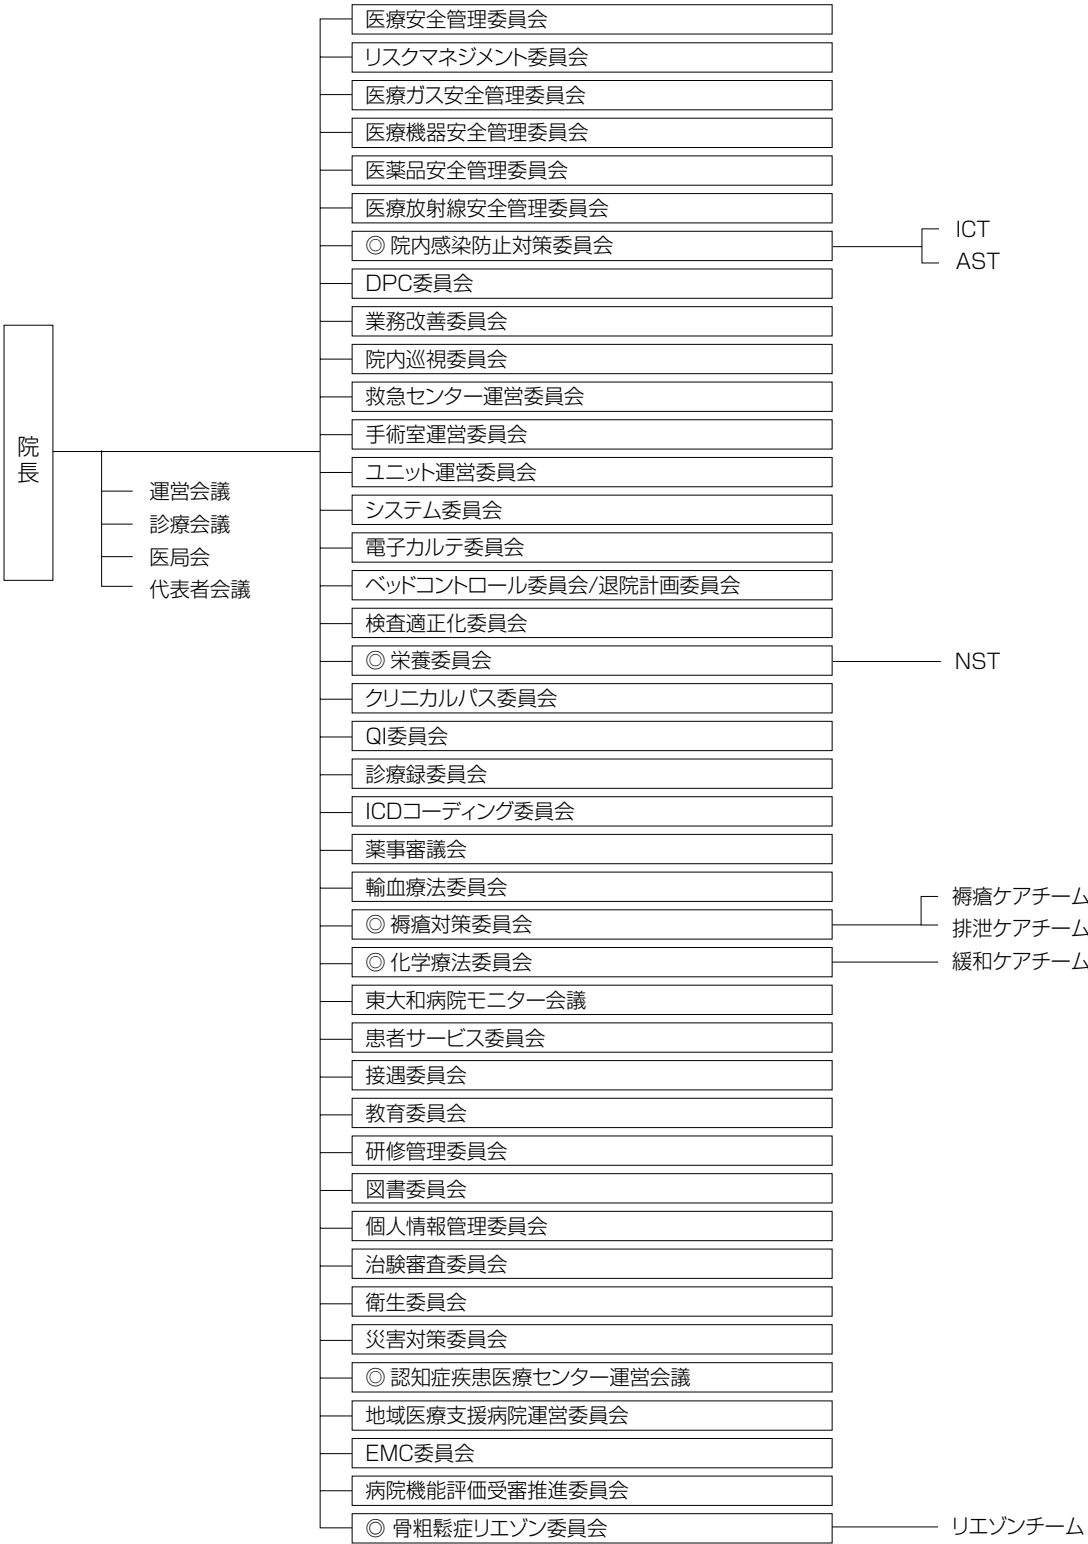 院長
運営会議
診療会議
医局会
代表者会議
医療安全管理委員会
リスクマネジメント委員会
医療ガス安全管理委員会
医療機器安全管理委員会
医薬品安全管理委員会
医療放射線安全管理委員会
◎ 院内感染防止対策委員会
ICT
AST
DPC委員会
業務改善委員会
院内巡視委員会
救急センター運営委員会
手術室運営委員会
ユニット運営委員会
システム委員会
電子カルテ委員会
ベッドコントロール委員会/退院計画委員会
検査適正化委員会
◎ 栄養委員会
NST
クリニカルパス委員会
QI委員会
診療録委員会
ICDコーディング委員会
薬事審議会
輸血療法委員会
◎ 褥瘡対策委員会
褥瘡ケアチーム
排泄ケアチーム
◎ 化学療法委員会
緩和ケアチーム
東大和病院モニター会議
患者サービス委員会
接遇委員会
教育委員会
研修管理委員会
図書委員会
個人情報管理委員会
治験審査委員会
衛生委員会
災害対策委員会
◎ 認知症疾患医療センター運営会議
地域医療支援病院運営委員会
EMC委員会
病院機能評価受審推進委員会
◎ 骨粗鬆症リエゾン委員会
リエゾンチーム